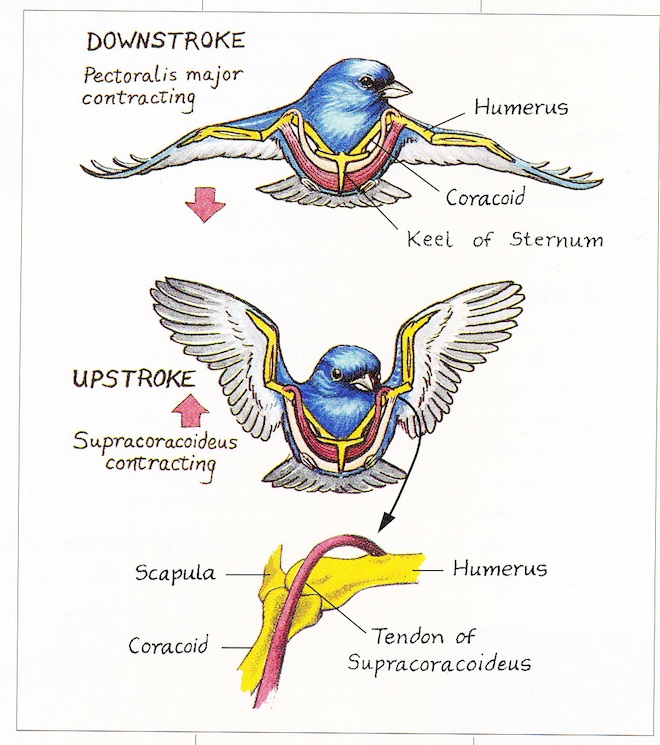 DOWNSTROKE
Pectoralis major
contracting
Humerus
Coracoid
Keel of Sternum
UPSTROKE
Supracoracoideus
contracting
Scapula
Humerus
Coracoid
Tendon of
Supracoracoideus